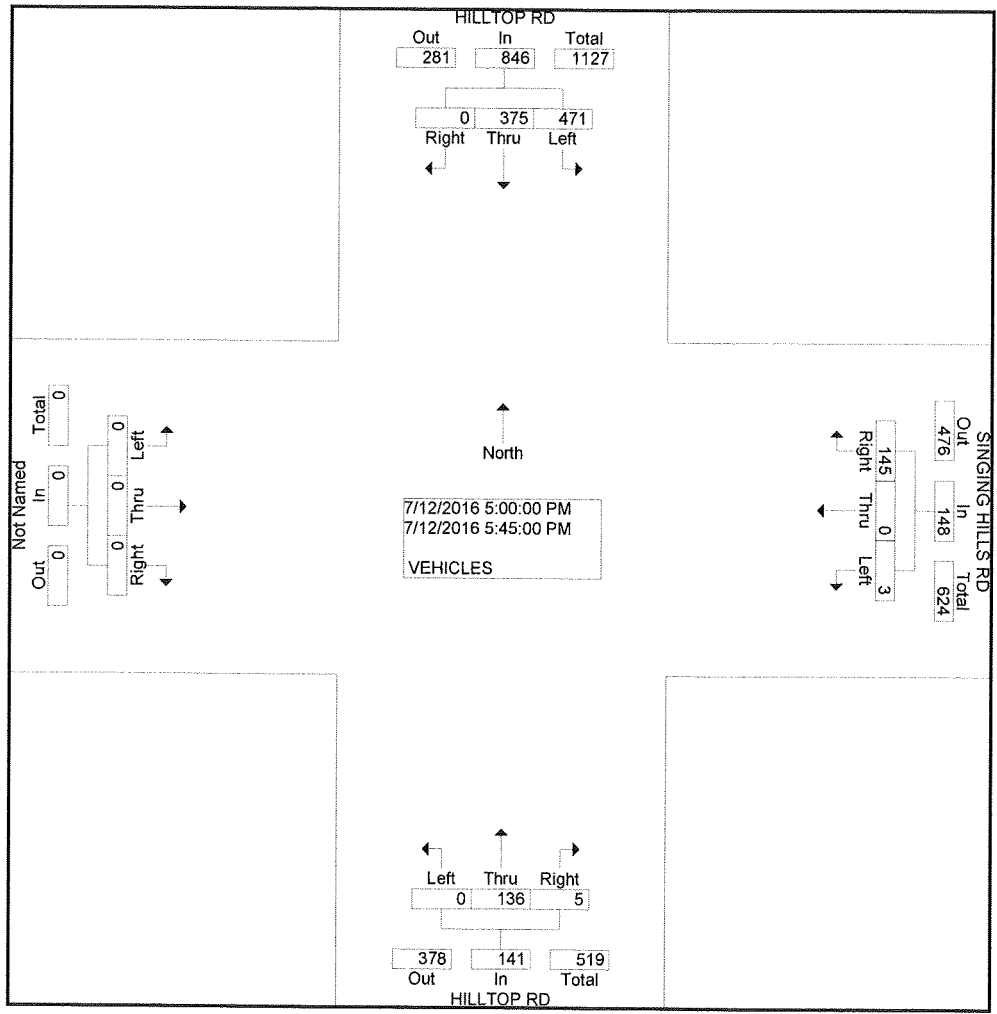 HILLTOP RD
Out In Total
281 846 1127
0 375 471
Right Thru Left
Not Named
Total In Out
0 0 0
0 0 0
Left Thru Right
North
7/12/2016 5:00:00 PM
7/12/2016 5:45:00 PM
VEHICLES
SINGING HILLS RD
Out In Total
476 148 624
145 0 3
Right Thru Left
Left Thru Right
0 136 5
378 141 519
Out In Total
HILLTOP RD